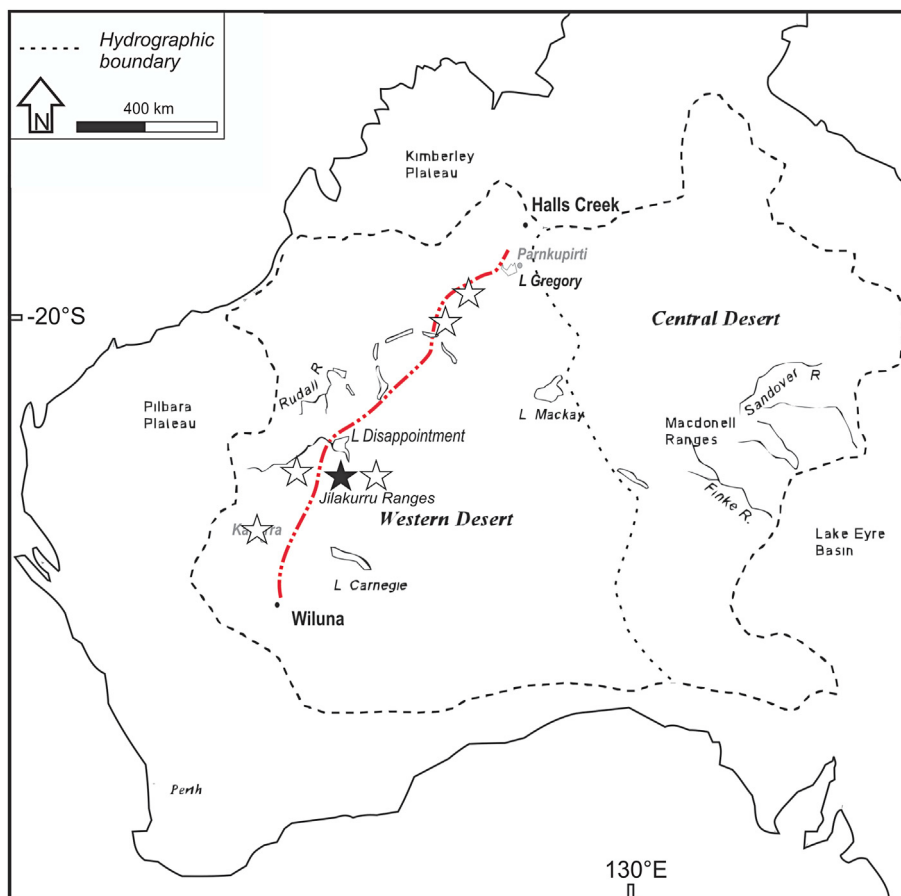 Hydrographic
boundary
N
400 km
Kimberley
Plateau
Halls Creek
Parnkupirti
L Gregory
-20°S
Central Desert
Rudall R
Sandover R
Pilbara
Plateau
L Mackay
Macdonell
Ranges
L Disappointment
Jilakurru Ranges
Finke R.
Western Desert
Lake Eyre
Basin
L Carnegie
Wiluna
Perth
130°E